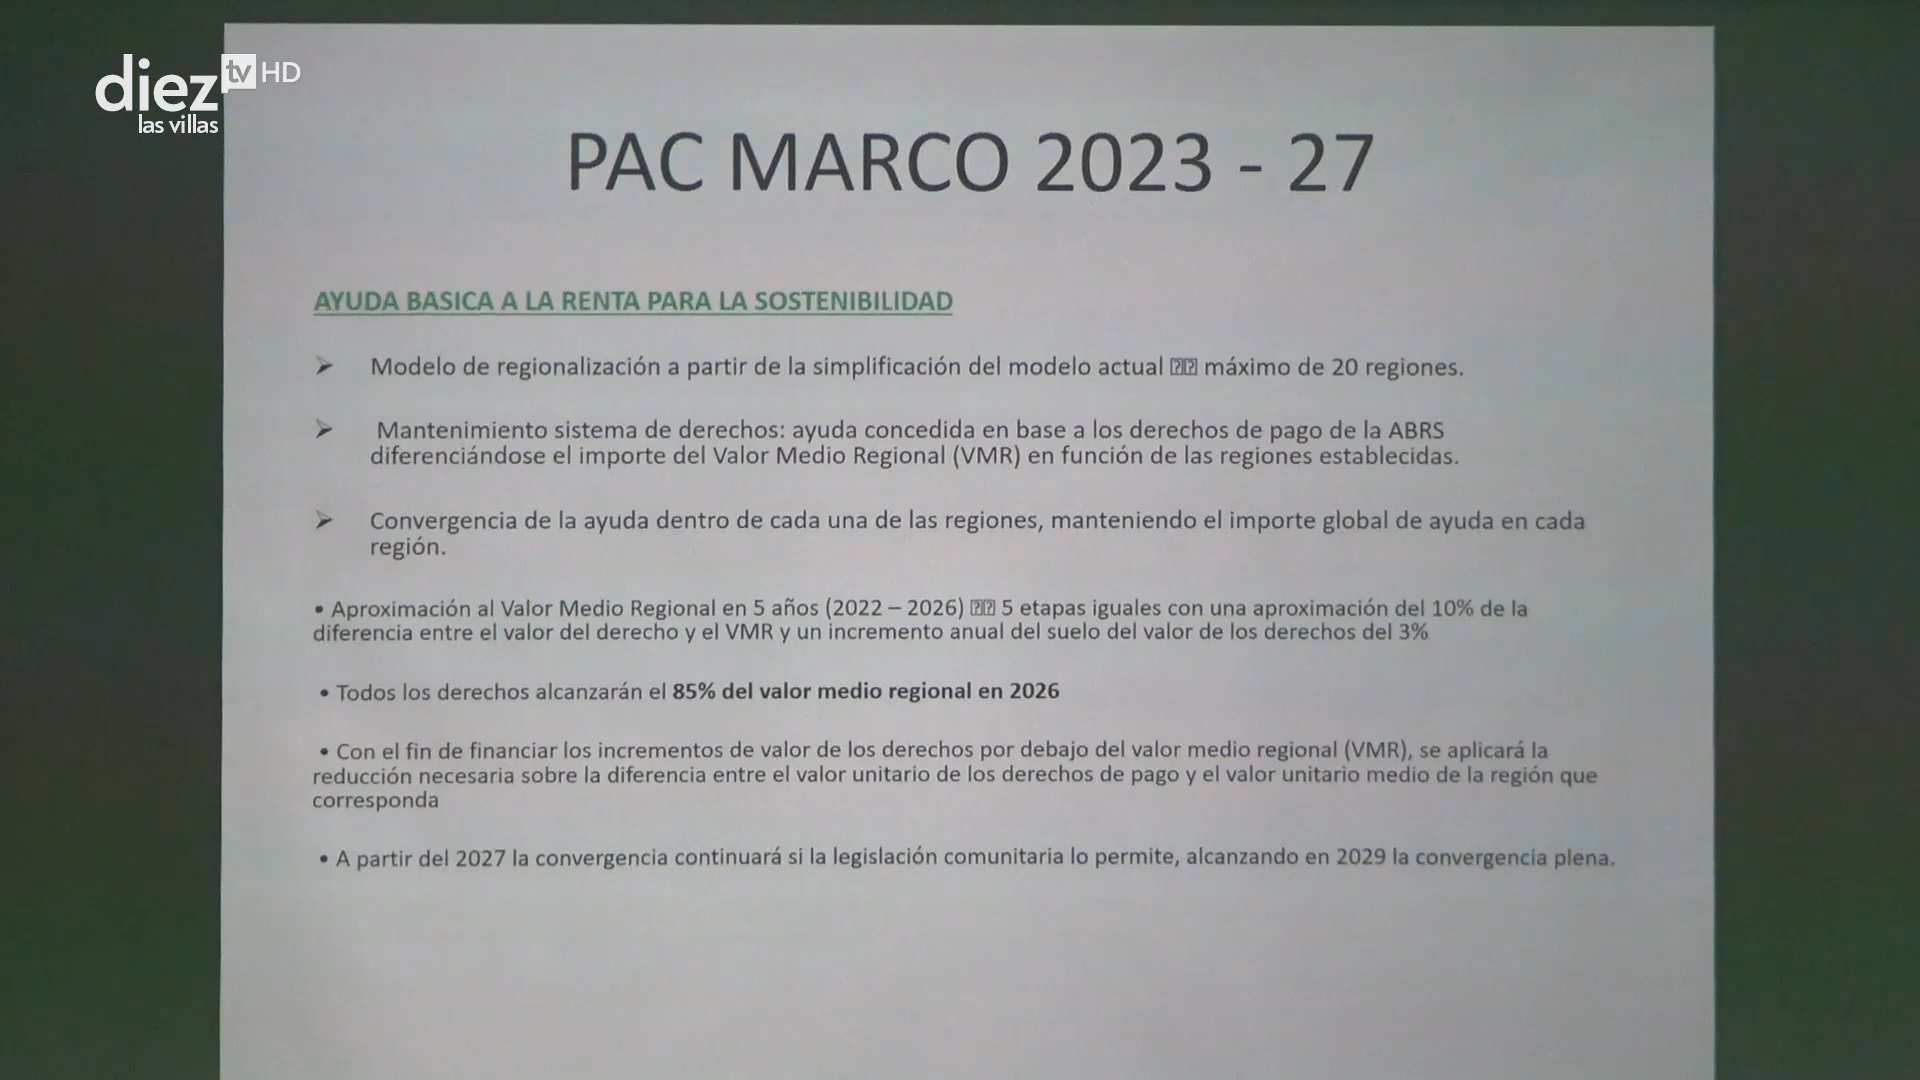 diez tv HD
las villas
PAC MARCO 2023 - 27
AYUDA BASICA A LA RENTA PARA LA SOSTENIBILIDAD
➢ Modelo de regionalización a partir de la simplificación del modelo actual ⍰⍰ máximo de 20 regiones.
➢ Mantenimiento sistema de derechos: ayuda concedida en base a los derechos de pago de la ABRS
diferenciándose el importe del Valor Medio Regional (VMR) en función de las regiones establecidas.
➢ Convergencia de la ayuda dentro de cada una de las regiones, manteniendo el importe global de ayuda en cada
región.
• Aproximación al Valor Medio Regional en 5 años (2022 – 2026) ⍰⍰ 5 etapas iguales con una aproximación del 10% de la
diferencia entre el valor del derecho y el VMR y un incremento anual del suelo del valor de los derechos del 3%
• Todos los derechos alcanzarán el 85% del valor medio regional en 2026
• Con el fin de financiar los incrementos de valor de los derechos por debajo del valor medio regional (VMR), se aplicará la
reducción necesaria sobre la diferencia entre el valor unitario de los derechos de pago y el valor unitario medio de la región que
corresponda
• A partir del 2027 la convergencia continuará si la legislación comunitaria lo permite, alcanzando en 2029 la convergencia plena.